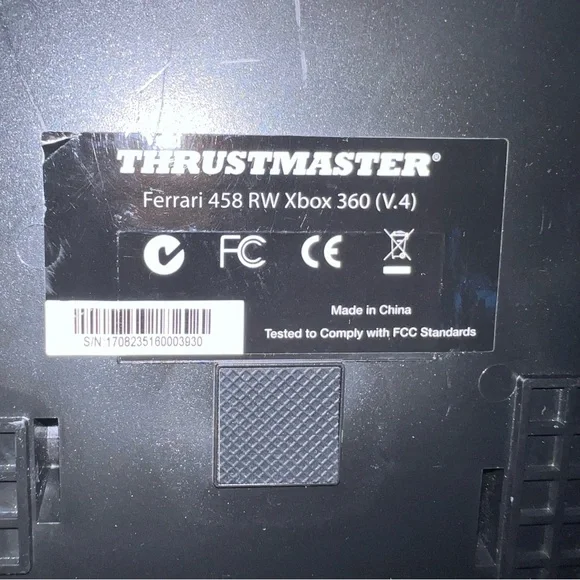 THRUSTMASTER®
Ferrari 458 RW Xbox 360 (V.4)
FC CE
Made in China
Tested to Comply with FCC Standards
S/N:1708235160003930